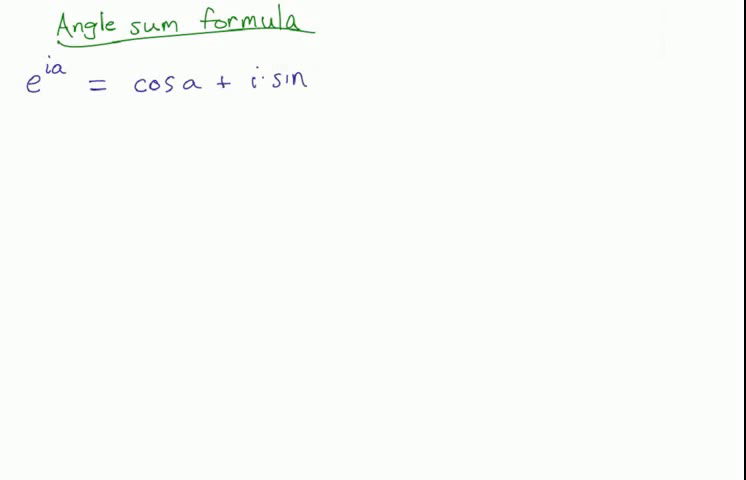 Angle sum formula
e^{ia} = cos a + i · sin